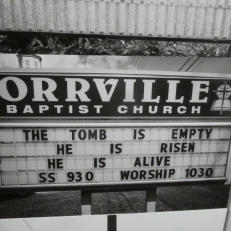 ORRVILLE
BAPTIST CHURCH
THE TOMB IS EMPTY
HE IS RISEN
HE IS ALIVE
SS 930 WORSHIP 1030